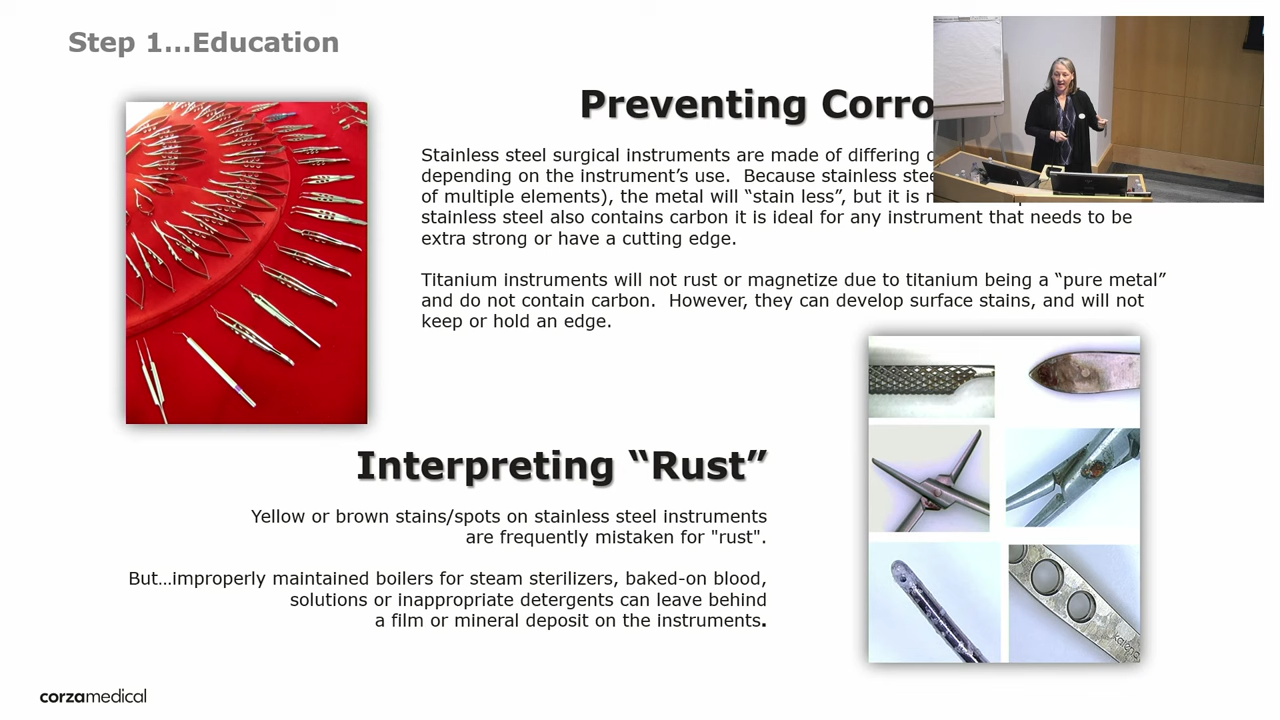 Step 1...Education
Preventing Corro
Stainless steel surgical instruments are made of differing
depending on the instrument’s use. Because stainless
of multiple elements), the metal will “stain less”, but it is
stainless steel also contains carbon it is ideal for any instrument that needs to be
extra strong or have a cutting edge.
Titanium instruments will not rust or magnetize due to titanium being a “pure metal”
and do not contain carbon. However, they can develop surface stains, and will not
keep or hold an edge.
Interpreting “Rust”
Yellow or brown stains/spots on stainless steel instruments
are frequently mistaken for "rust".
But...improperly maintained boilers for steam sterilizers, baked-on blood,
solutions or inappropriate detergents can leave behind
a film or mineral deposit on the instruments.
corzamedical